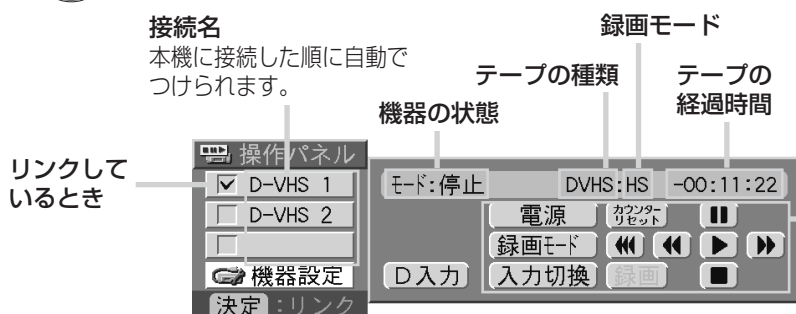 接続名
本機に接続した順に自動で
つけられます。
録画モード
テープの種類
テープの
経過時間
機器の状態
リンクして
いるとき
操作パネル
D-VHS 1
D-VHS 2
機器設定
決定:リンク
モード:停止
DVHS:HS
-00:11:22
電源
カウンター
リセット
録画モード
D入力
入力切換
録画